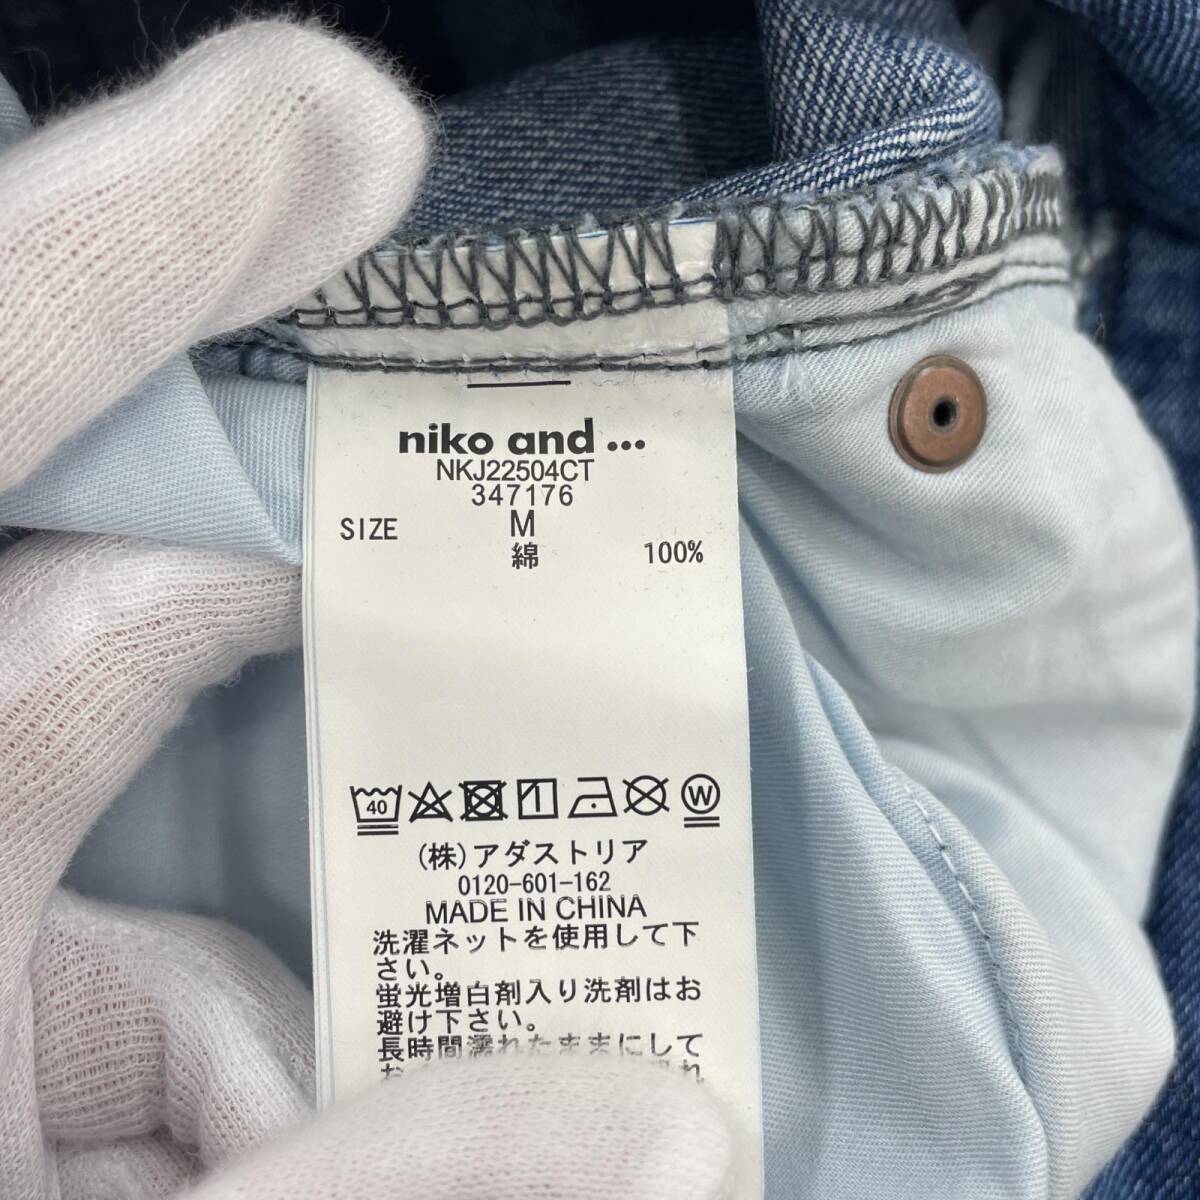 niko and ...
NKJ22504CT
347176
SIZE M
綿 100%
40 W
(株)アダストリア
0120-601-162
MADE IN CHINA
洗濯ネットを使用して下
さい。
蛍光増白剤入り洗剤はお
避け下さい。
長時間濡れたままにして